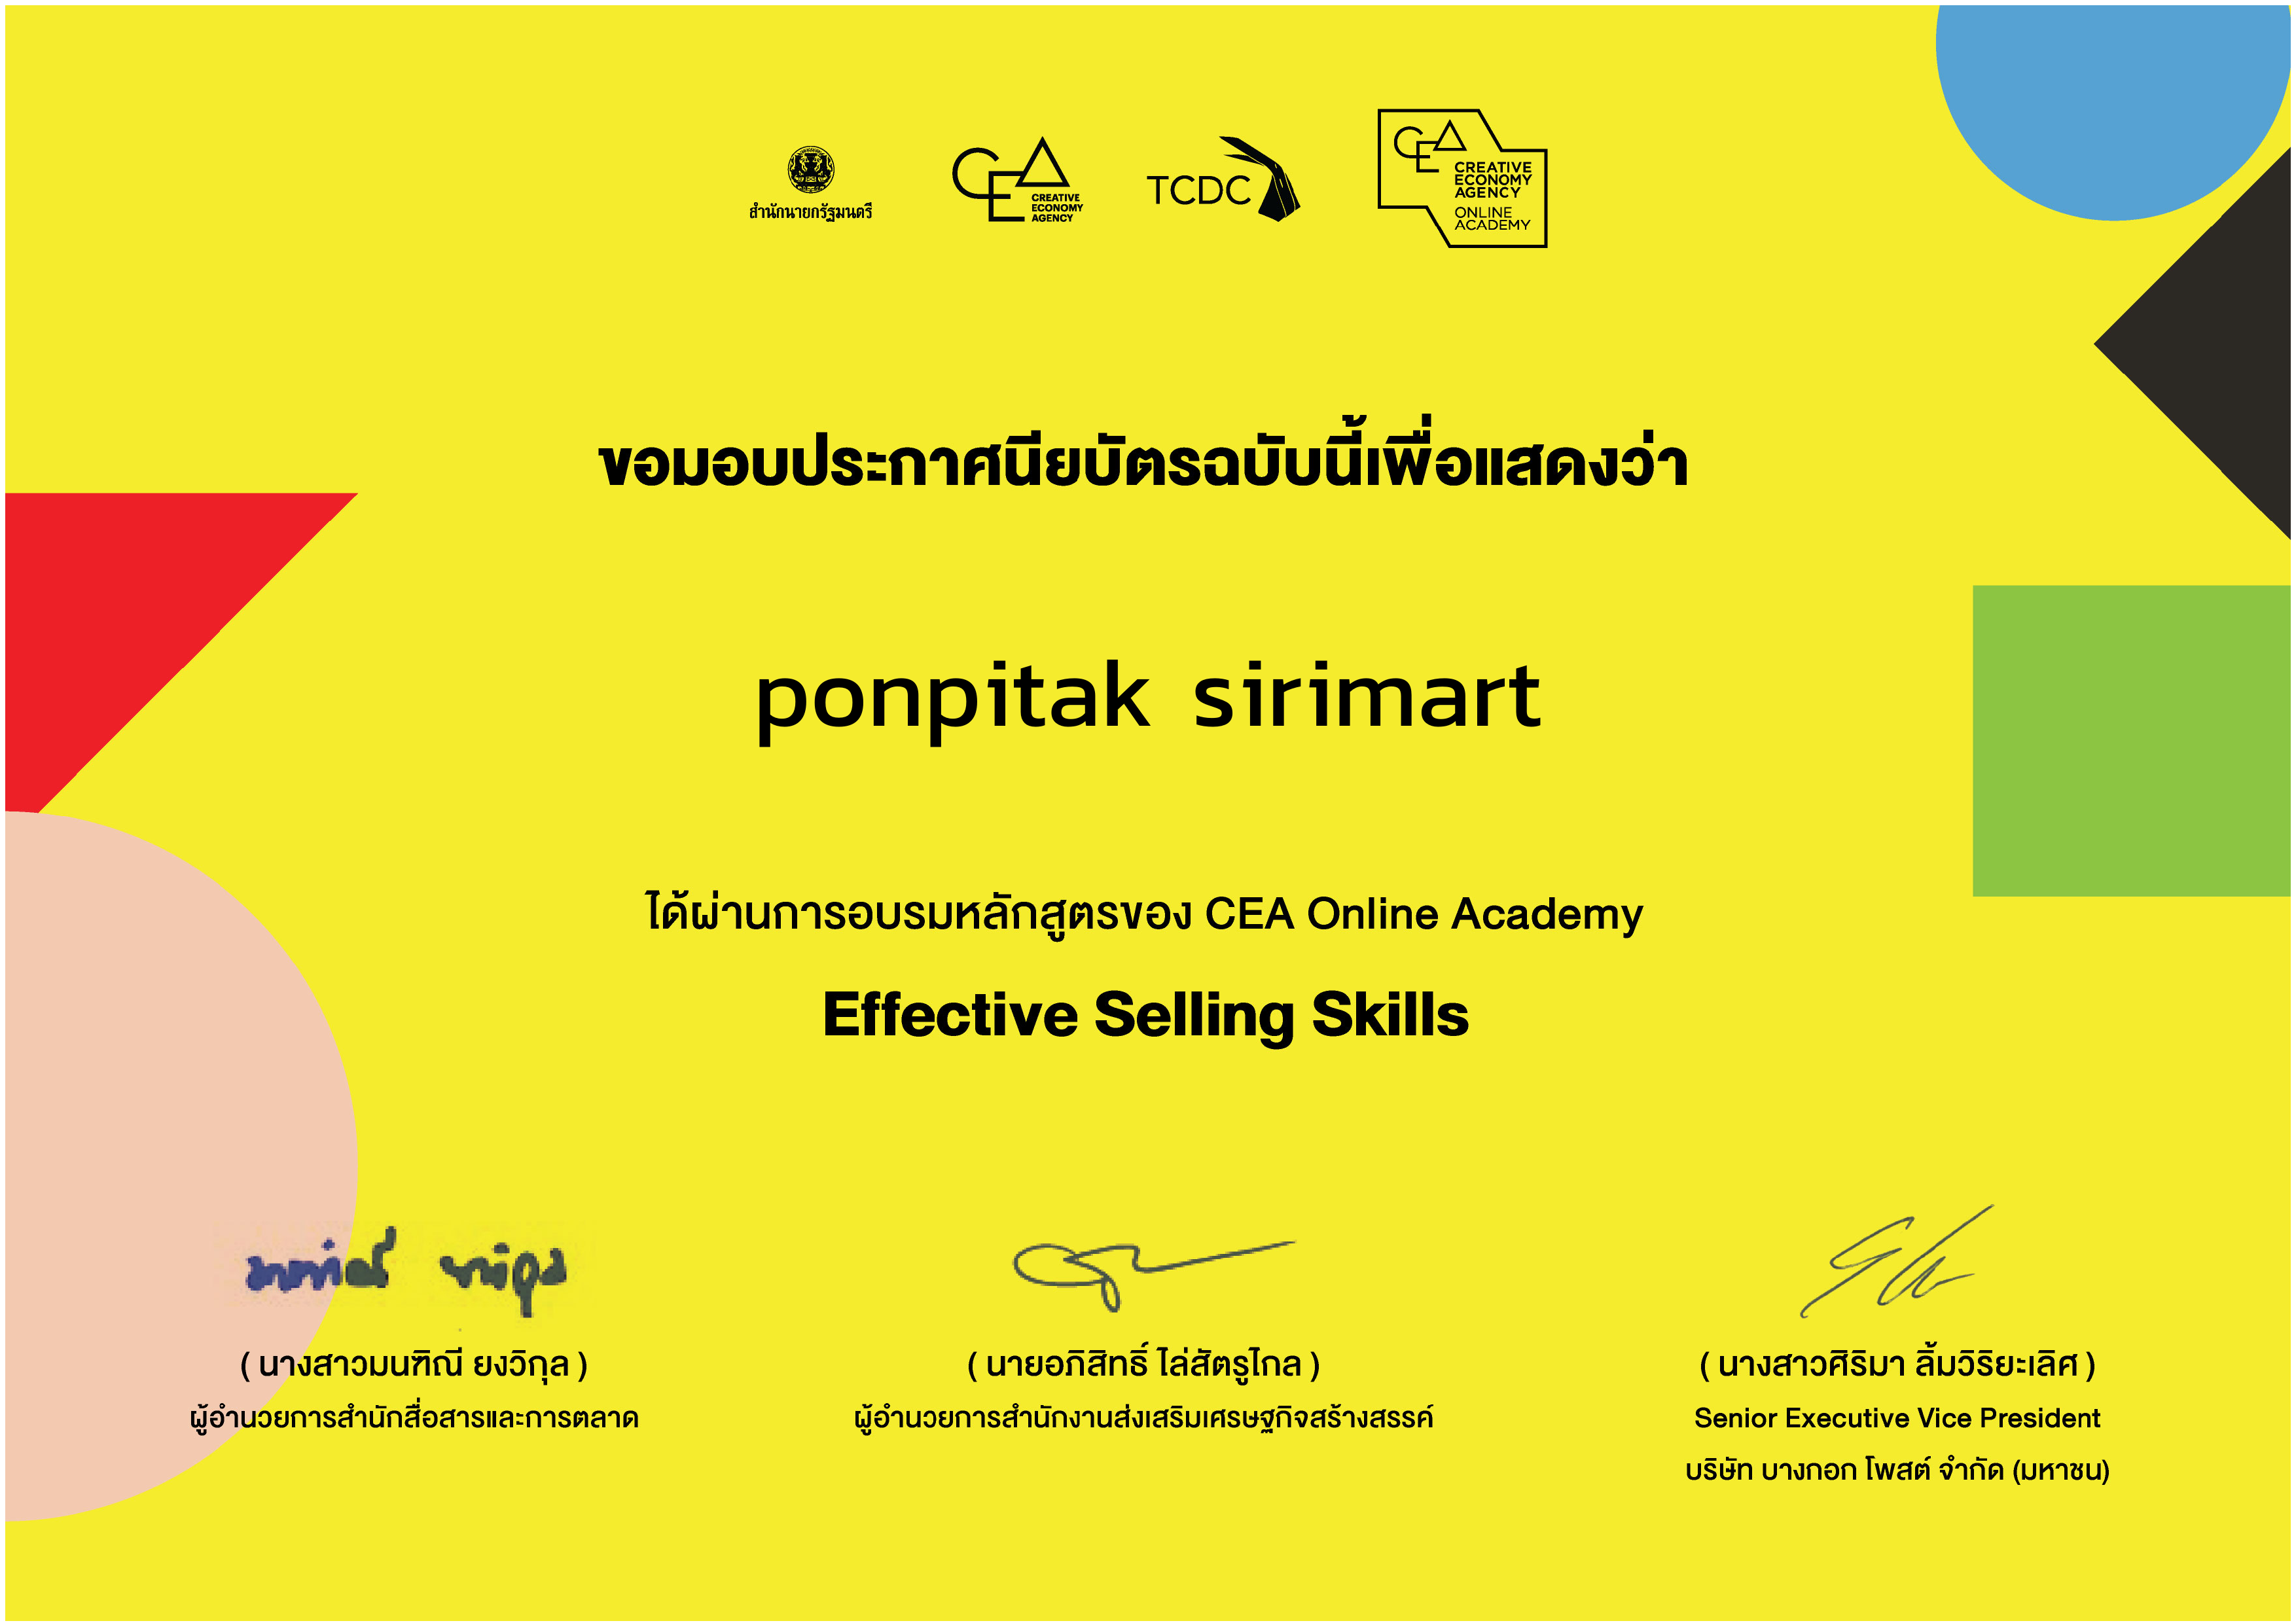 สำนักนายกรัฐมนตรี
CEA
CREATIVE
ECONOMY
AGENCY
TCDC
CEA
CREATIVE
ECONOMY
AGENCY
ONLINE
ACADEMY
ขอมอบประกาศนียบัตรฉบับนี้เพื่อแสดงว่า
ponpitak sirimart
ได้ผ่านการอบรมหลักสูตรของ CEA Online Academy
Effective Selling Skills
( นางสาวมนฑิณี ยงวิกุล )
ผู้อำนวยการสำนักสื่อสารและการตลาด
( นายอภิสิทธิ์ ไล่สัตรูไกล )
ผู้อำนวยการสำนักงานส่งเสริมเศรษฐกิจสร้างสรรค์
( นางสาวศิริมา ลิ้มวิริยะเลิศ )
Senior Executive Vice President
บริษัท บางกอก โพสต์ จำกัด (มหาชน)